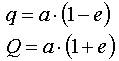 q = a · (1 − e)
Q = a · (1 + e)